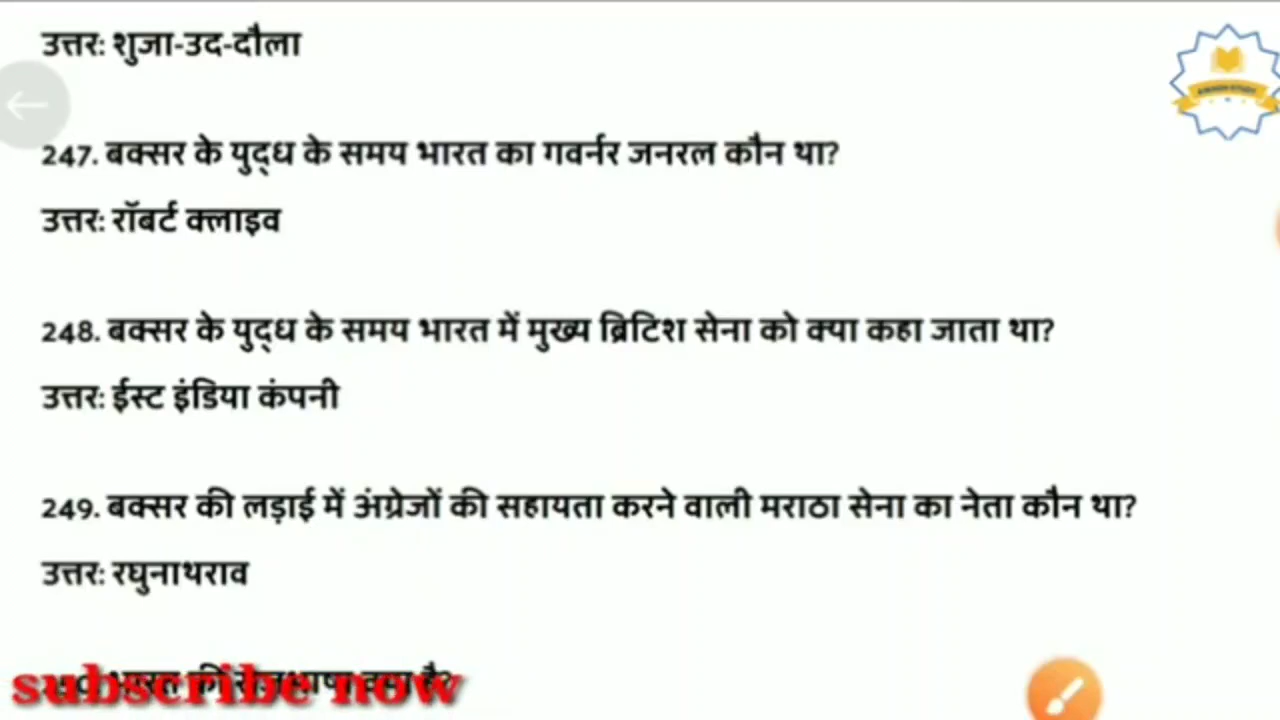 उत्तर: शुजा-उद-दौला
247. बक्सर के युद्ध के समय भारत का गवर्नर जनरल कौन था?
उत्तर: रॉबर्ट क्लाइव
248. बक्सर के युद्ध के समय भारत में मुख्य ब्रिटिश सेना को क्या कहा जाता था?
उत्तर: ईस्ट इंडिया कंपनी
249. बक्सर की लड़ाई में अंग्रेजों की सहायता करने वाली मराठा सेना का नेता कौन था?
उत्तर: रघुनाथराव
subscribe now